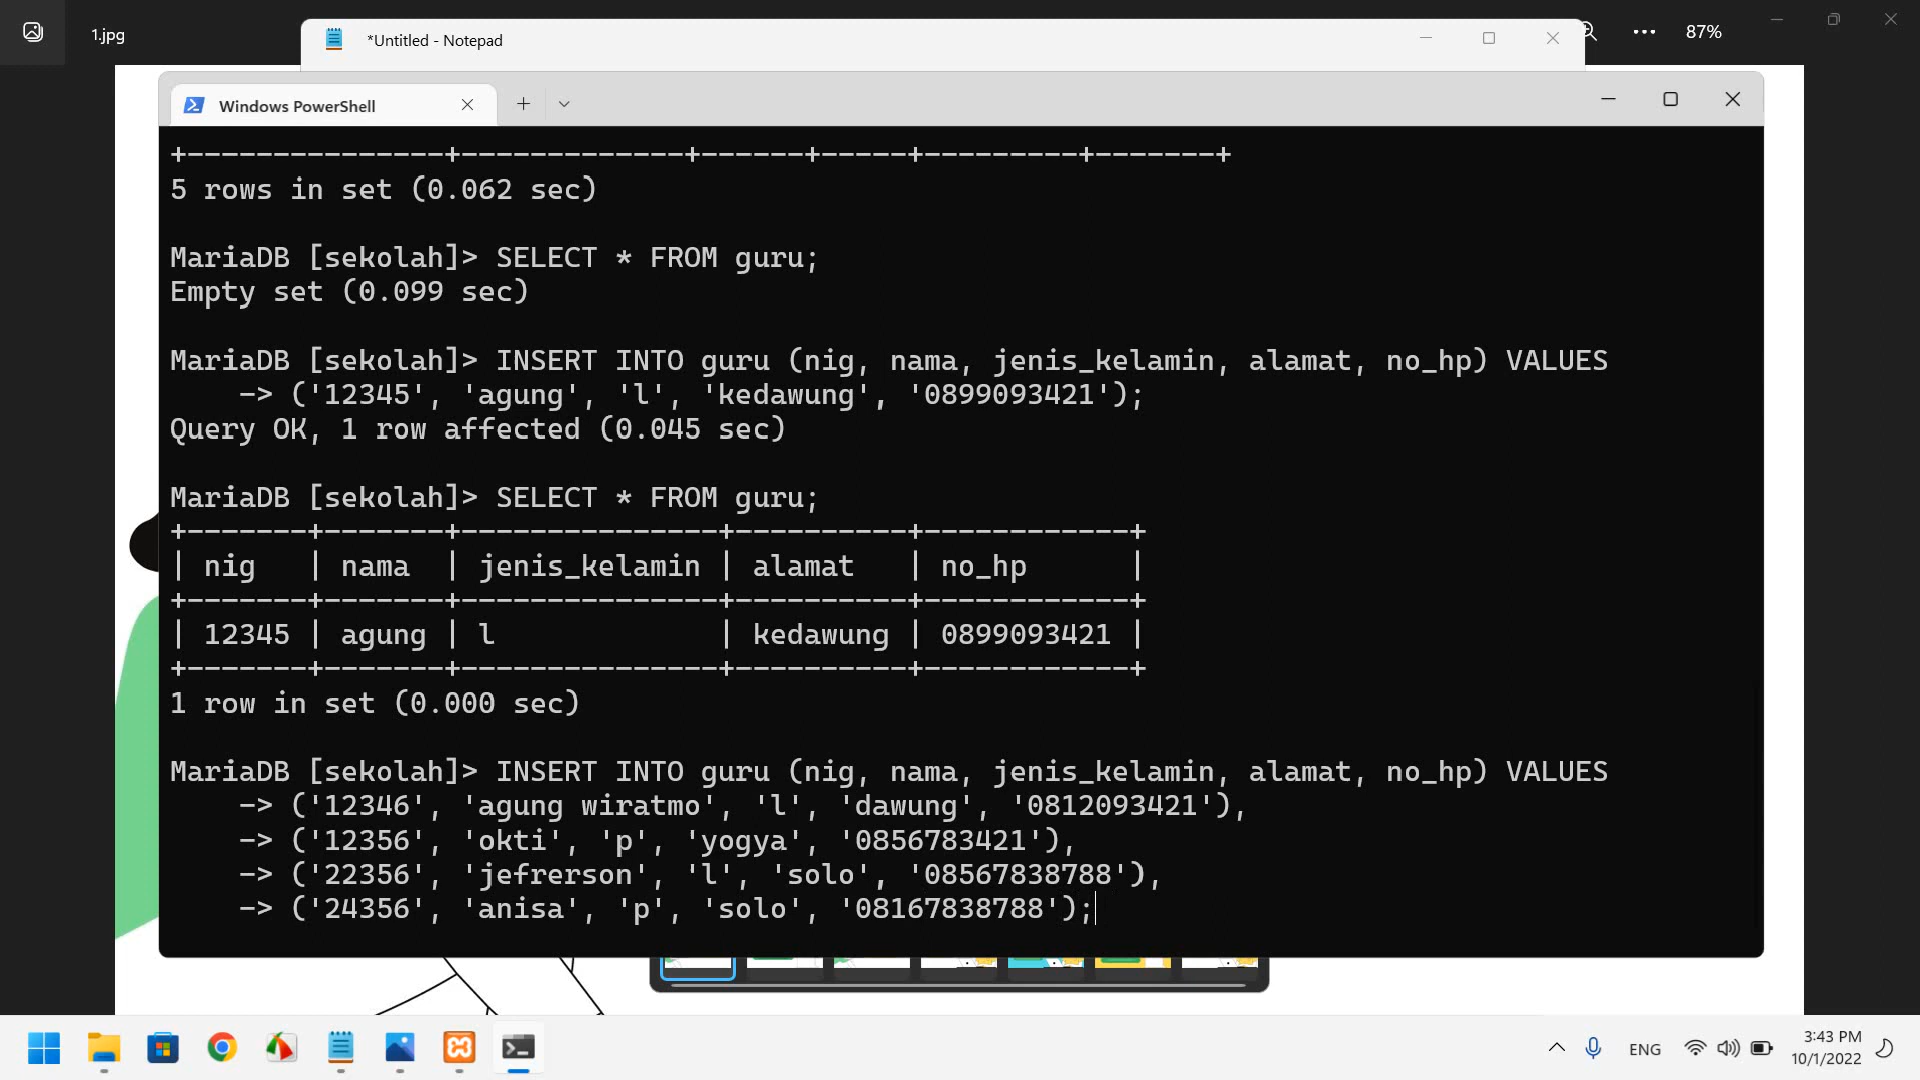 1.jpg
*Untitled - Notepad
87%
Windows PowerShell
+---------------+-------------+------+-----+---------+-------+
5 rows in set (0.062 sec)
MariaDB [sekolah]> SELECT * FROM guru;
Empty set (0.099 sec)
MariaDB [sekolah]> INSERT INTO guru (nig, nama, jenis_kelamin, alamat, no_hp) VALUES
-> ('12345', 'agung', 'l', 'kedawung', '0899093421');
Query OK, 1 row affected (0.045 sec)
MariaDB [sekolah]> SELECT * FROM guru;
+-------+-------+---------------+----------+------------+
| nig   | nama  | jenis_kelamin | alamat   | no_hp      |
+-------+-------+---------------+----------+------------+
| 12345 | agung | l             | kedawung | 0899093421 |
+-------+-------+---------------+----------+------------+
1 row in set (0.000 sec)
MariaDB [sekolah]> INSERT INTO guru (nig, nama, jenis_kelamin, alamat, no_hp) VALUES
-> ('12346', 'agung wiratmo', 'l', 'dawung', '0812093421'),
-> ('12356', 'okti', 'p', 'yogya', '0856783421'),
-> ('22356', 'jefrerson', 'l', 'solo', '08567838788'),
-> ('24356', 'anisa', 'p', 'solo', '08167838788');
ENG
3:43 PM
10/1/2022